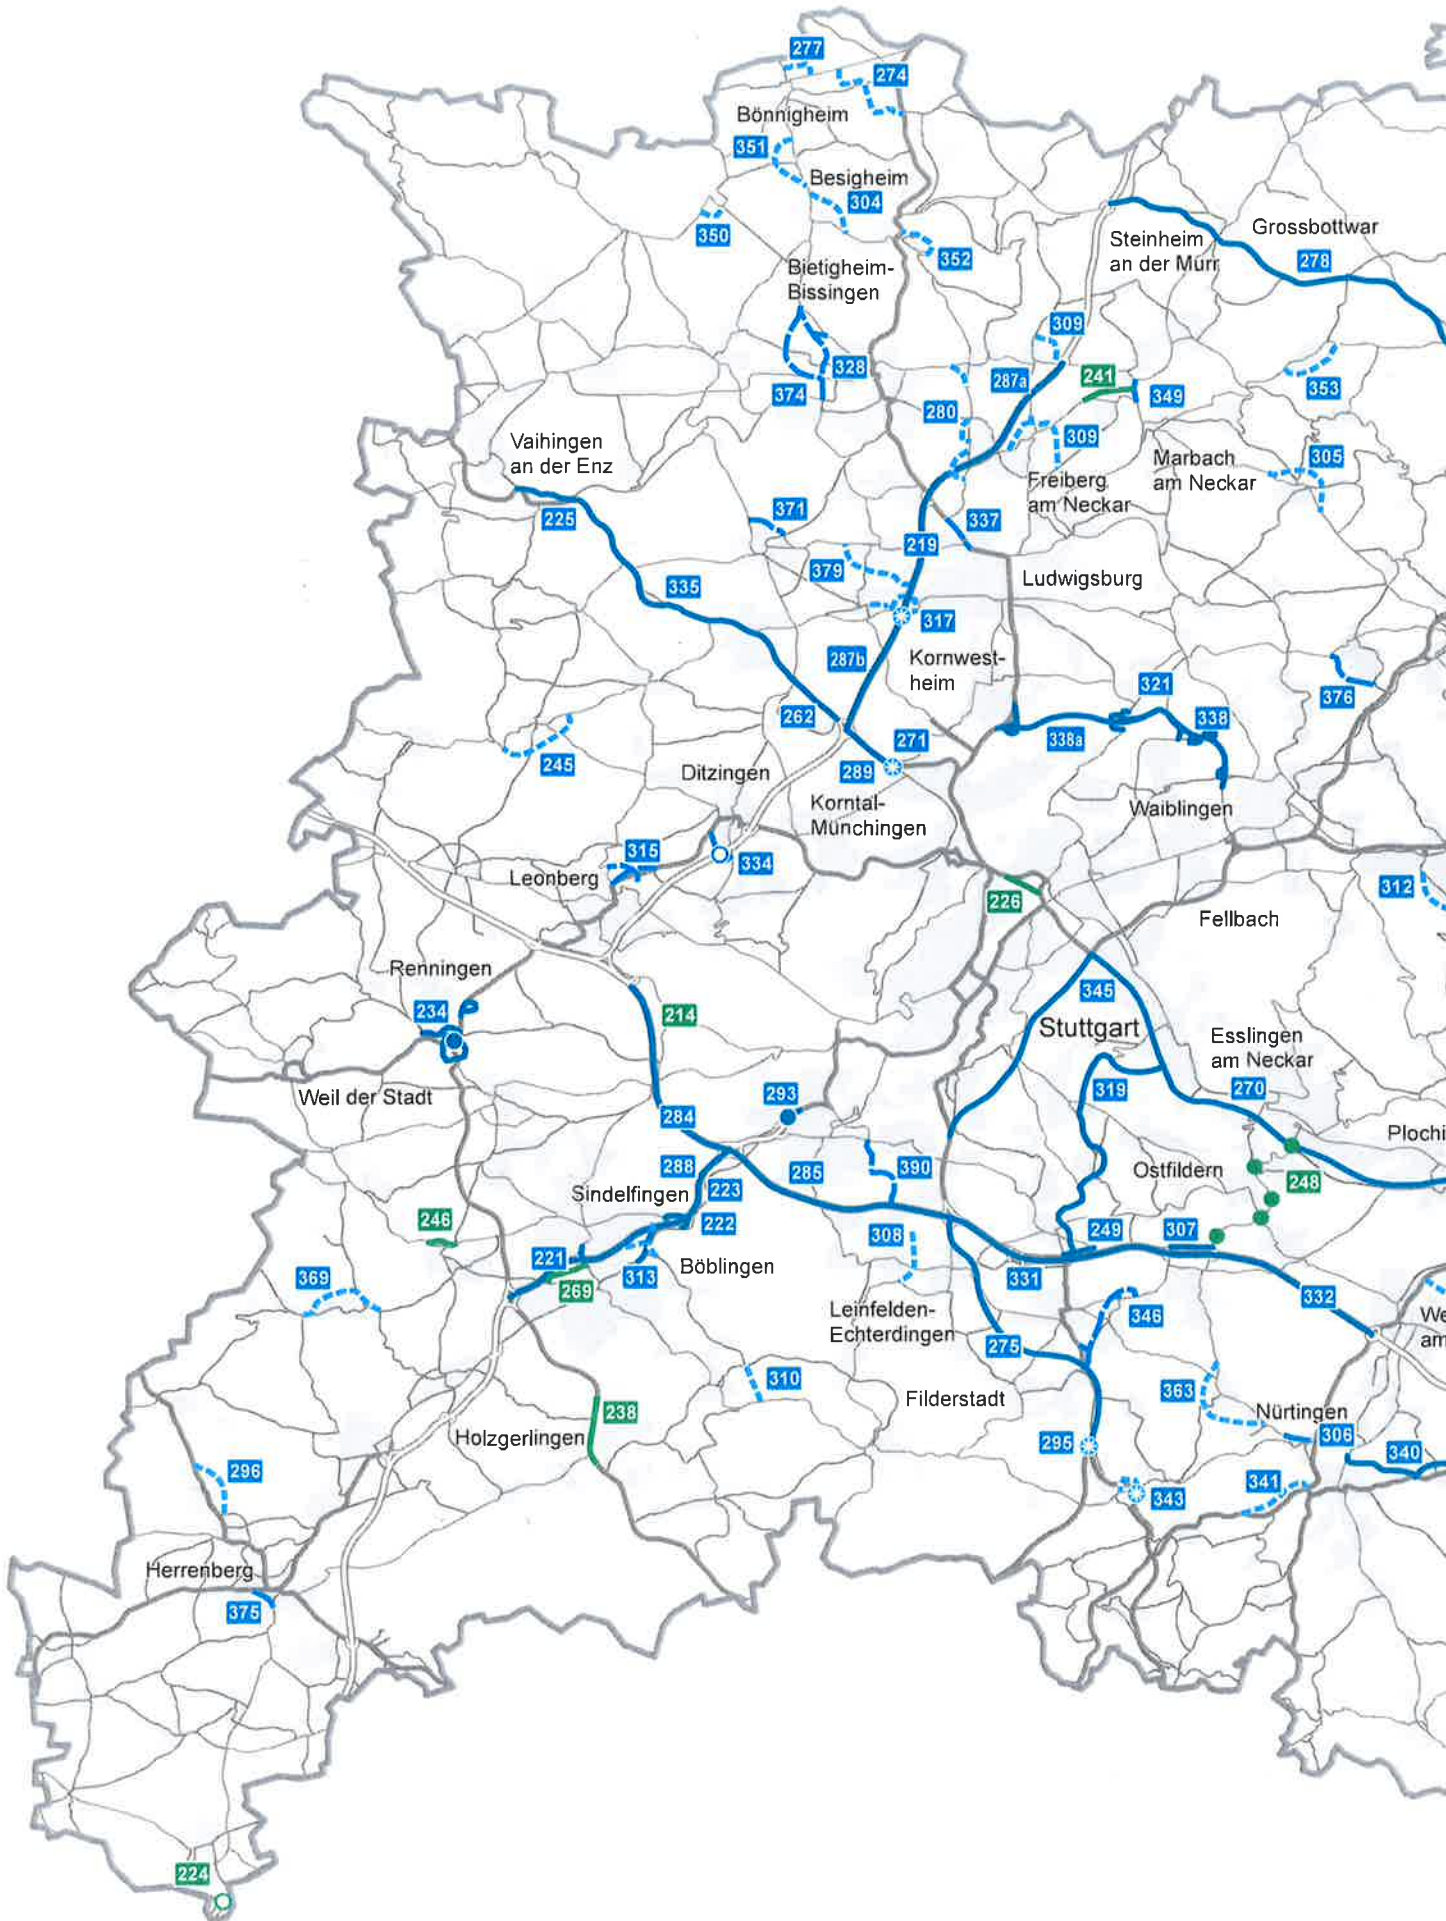 277
274
Bönnigheim
351
Besigheim
304
350
352
Grossbottwar
Steinheim
an der Murr
278
Bietigheim-
Bissingen
309
328
287a
241
353
374
349
280
309
Vaihingen
an der Enz
Marbach
am Neckar
305
Freiberg
am Neckar
225
371
337
219
379
Ludwigsburg
335
317
287b
Kornwest-
heim
321
376
262
338
271
338a
245
Ditzingen
289
Korntal-
Münchingen
Waiblingen
315
334
Leonberg
312
226
Fellbach
Renningen
345
234
214
Stuttgart
Esslingen
am Neckar
Weil der Stadt
293
319
270
284
Plochi
288
285
390
Ostfildern
248
Sindelfingen
223
246
222
308
249
307
221
Böblingen
313
331
369
269
332
Leinfelden-
Echterdingen
346
We
am
275
310
363
238
Filderstadt
Nürtingen
Holzgerlingen
295
306
340
296
341
343
Herrenberg
375
224